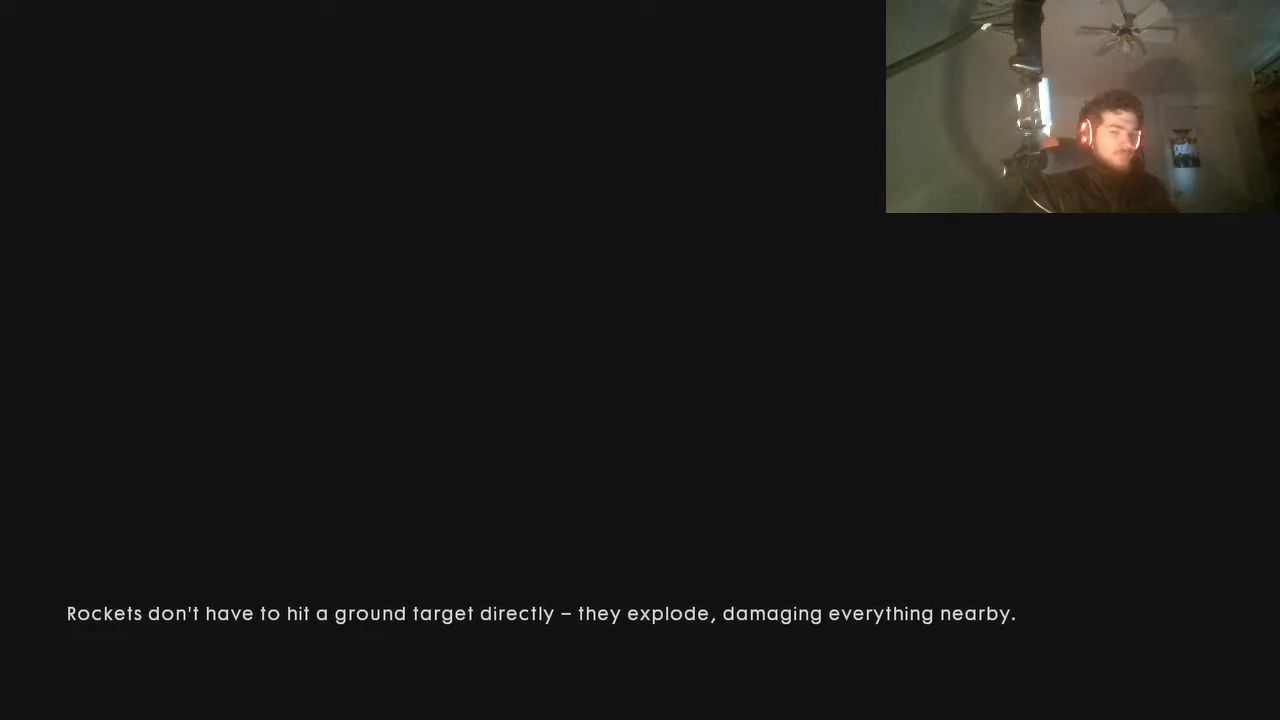 Rockets don't have to hit a ground target directly – they explode, damaging everything nearby.